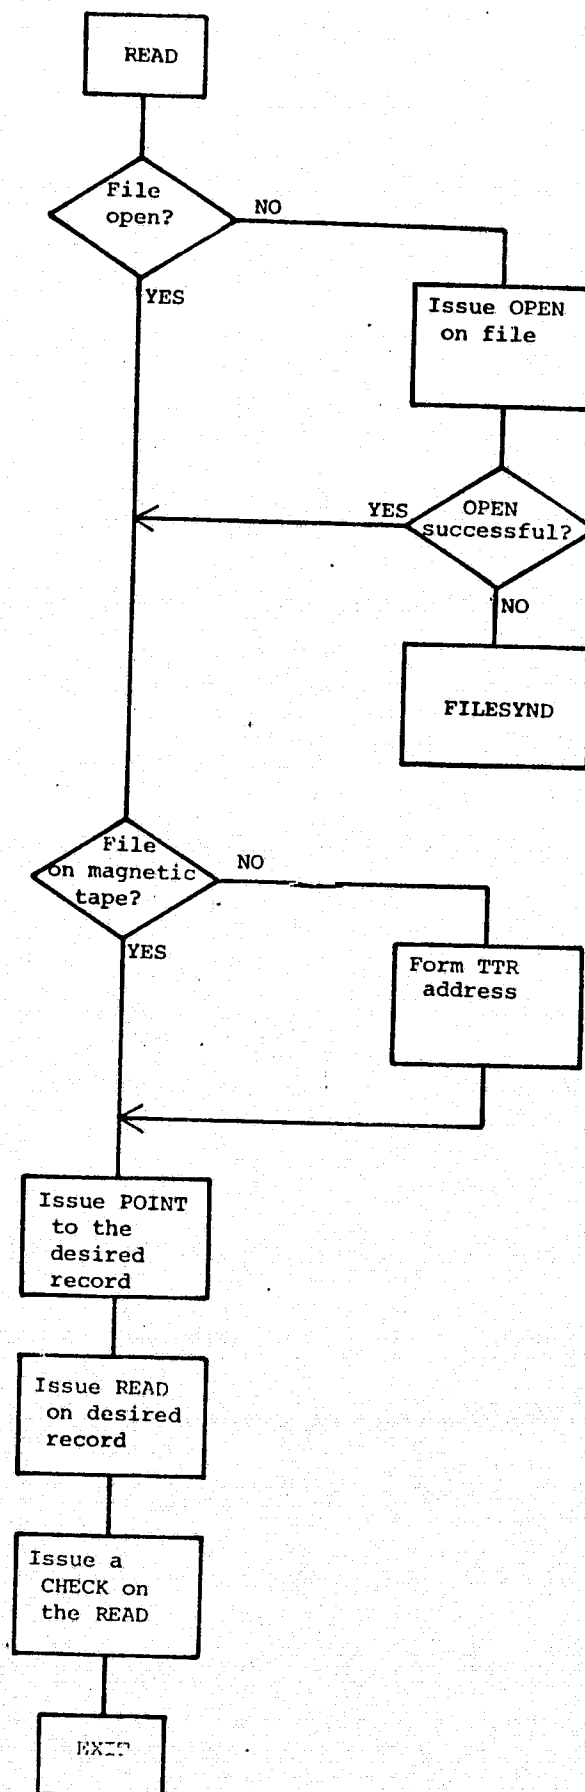 READ
File
open?
NO
YES
Issue OPEN
on file
YES
OPEN
successful?
NO
FILESYND
File
on magnetic
tape?
NO
YES
Form TTR
address
Issue POINT
to the
desired
record
Issue READ
on desired
record
Issue a
CHECK on
the READ
EXIT